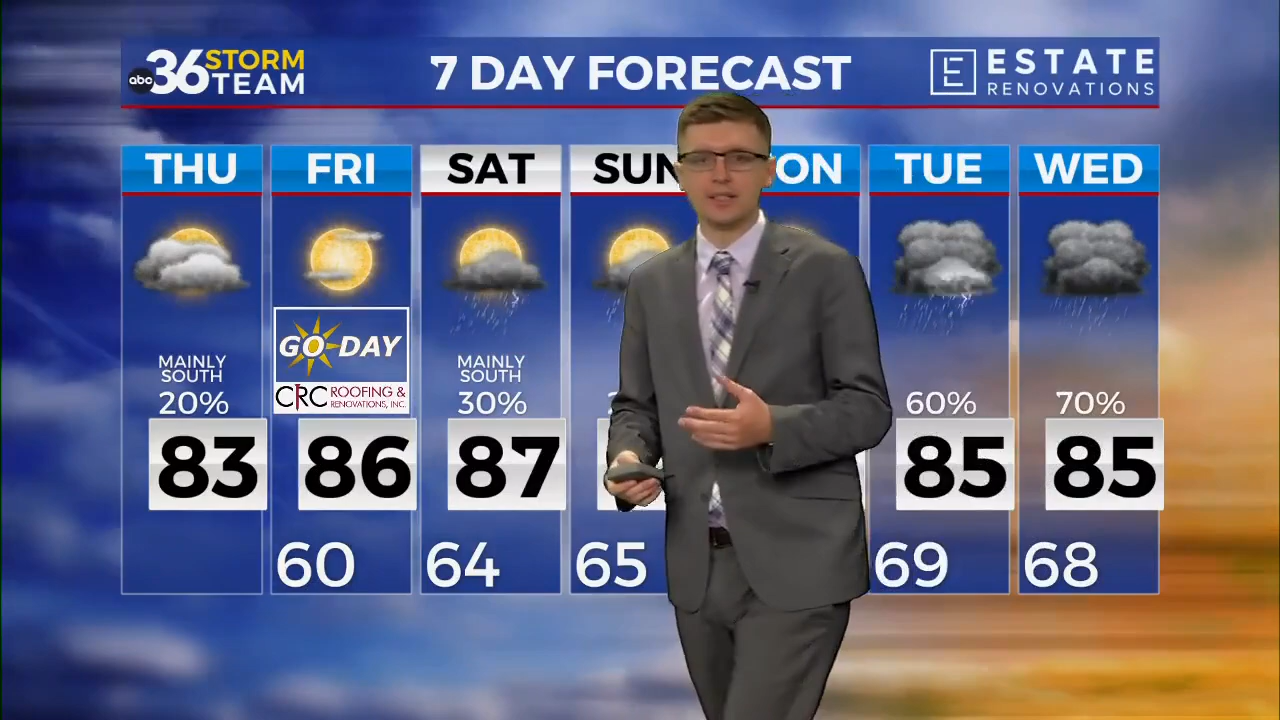 abc 36 STORM TEAM
7 DAY FORECAST
ESTATE
RENOVATIONS
THU
FRI
SAT
SUN
ON
TUE
WED
GO DAY
CRC ROOFING &
RENOVATIONS, INC.
MAINLY
SOUTH
20%
MAINLY
SOUTH
30%
60%
70%
83
86
87
85
85
60
64
65
69
68